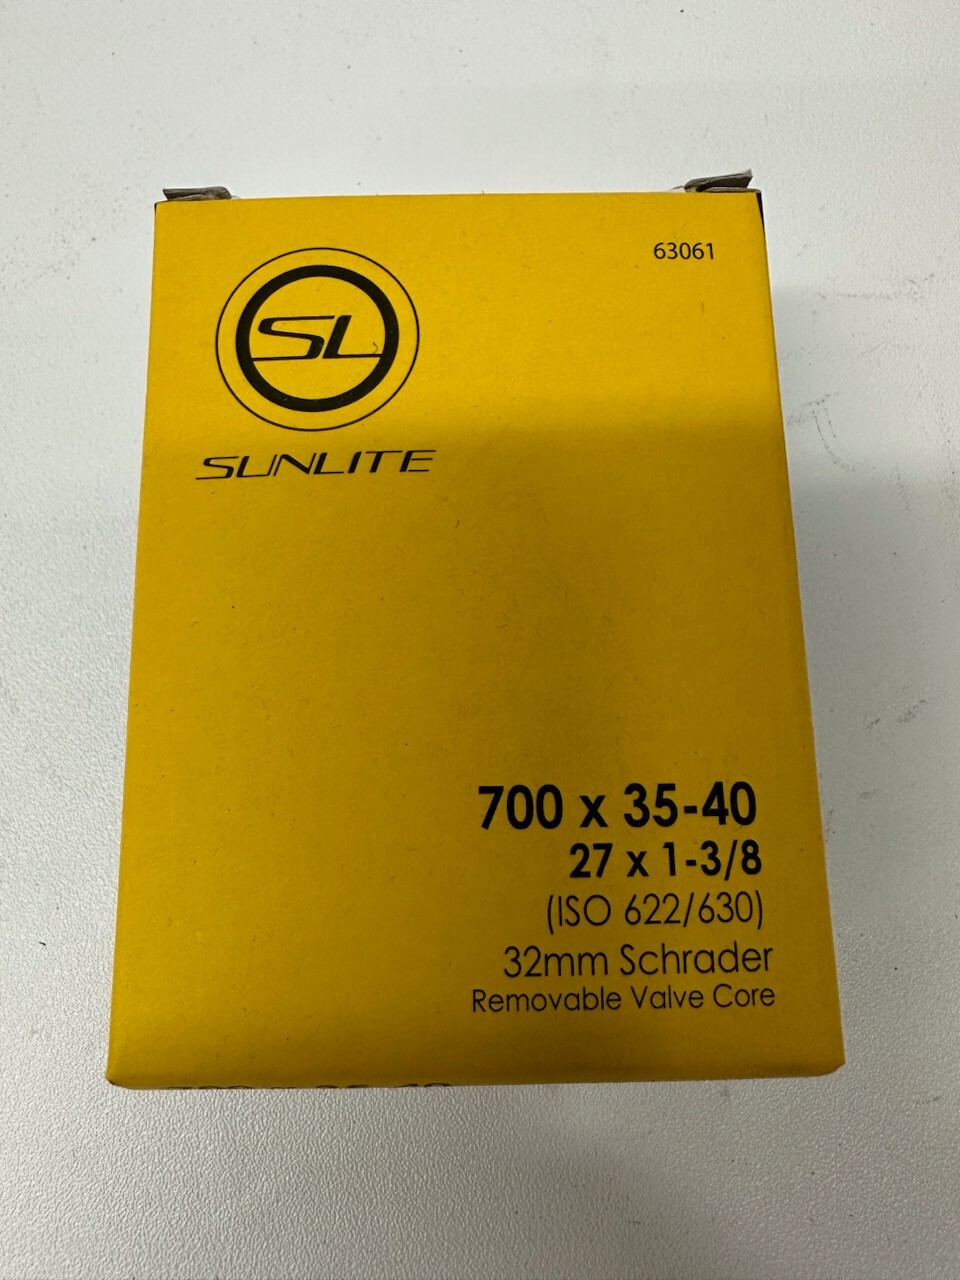 63061
SL
SUNLITE
700 x 35-40
27 x 1-3/8
(ISO 622/630)
32mm Schrader
Removable Valve Core